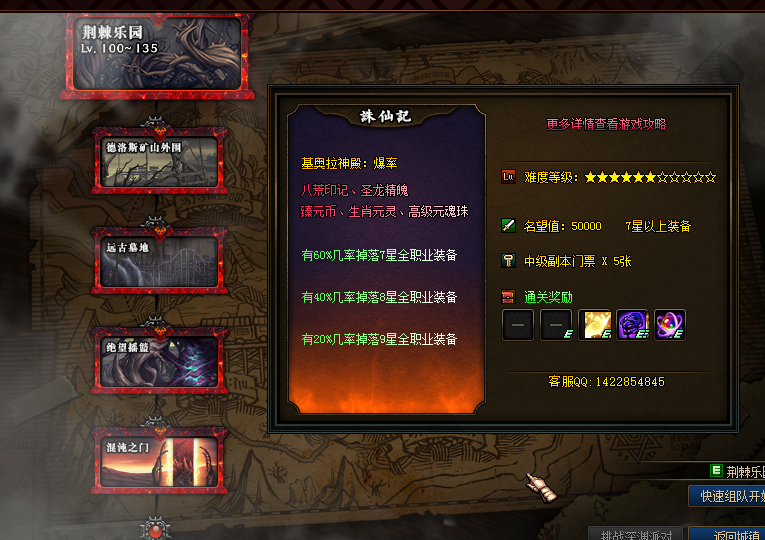 荆棘乐园
Lv. 100~135
德洛斯矿山外围
远古墓地
绝望摇篮
混沌之门
誅仙記
基奥拉神殿：爆率
八荒印记、圣龙精魄
臻元币、生肖元灵、高级元魂珠
有60%几率掉落7星全职业装备
有40%几率掉落8星全职业装备
有20%几率掉落9星全职业装备
更多详情查看游戏攻略
Lu 难度等级：★★★★★★☆☆☆☆☆
名望值：50000 7星以上装备
中级副本门票 X 5张
通关奖励
E E E E
客服QQ:1422854845
E 荆棘乐园
快速组队开始
挑战深渊派对
返回城镇